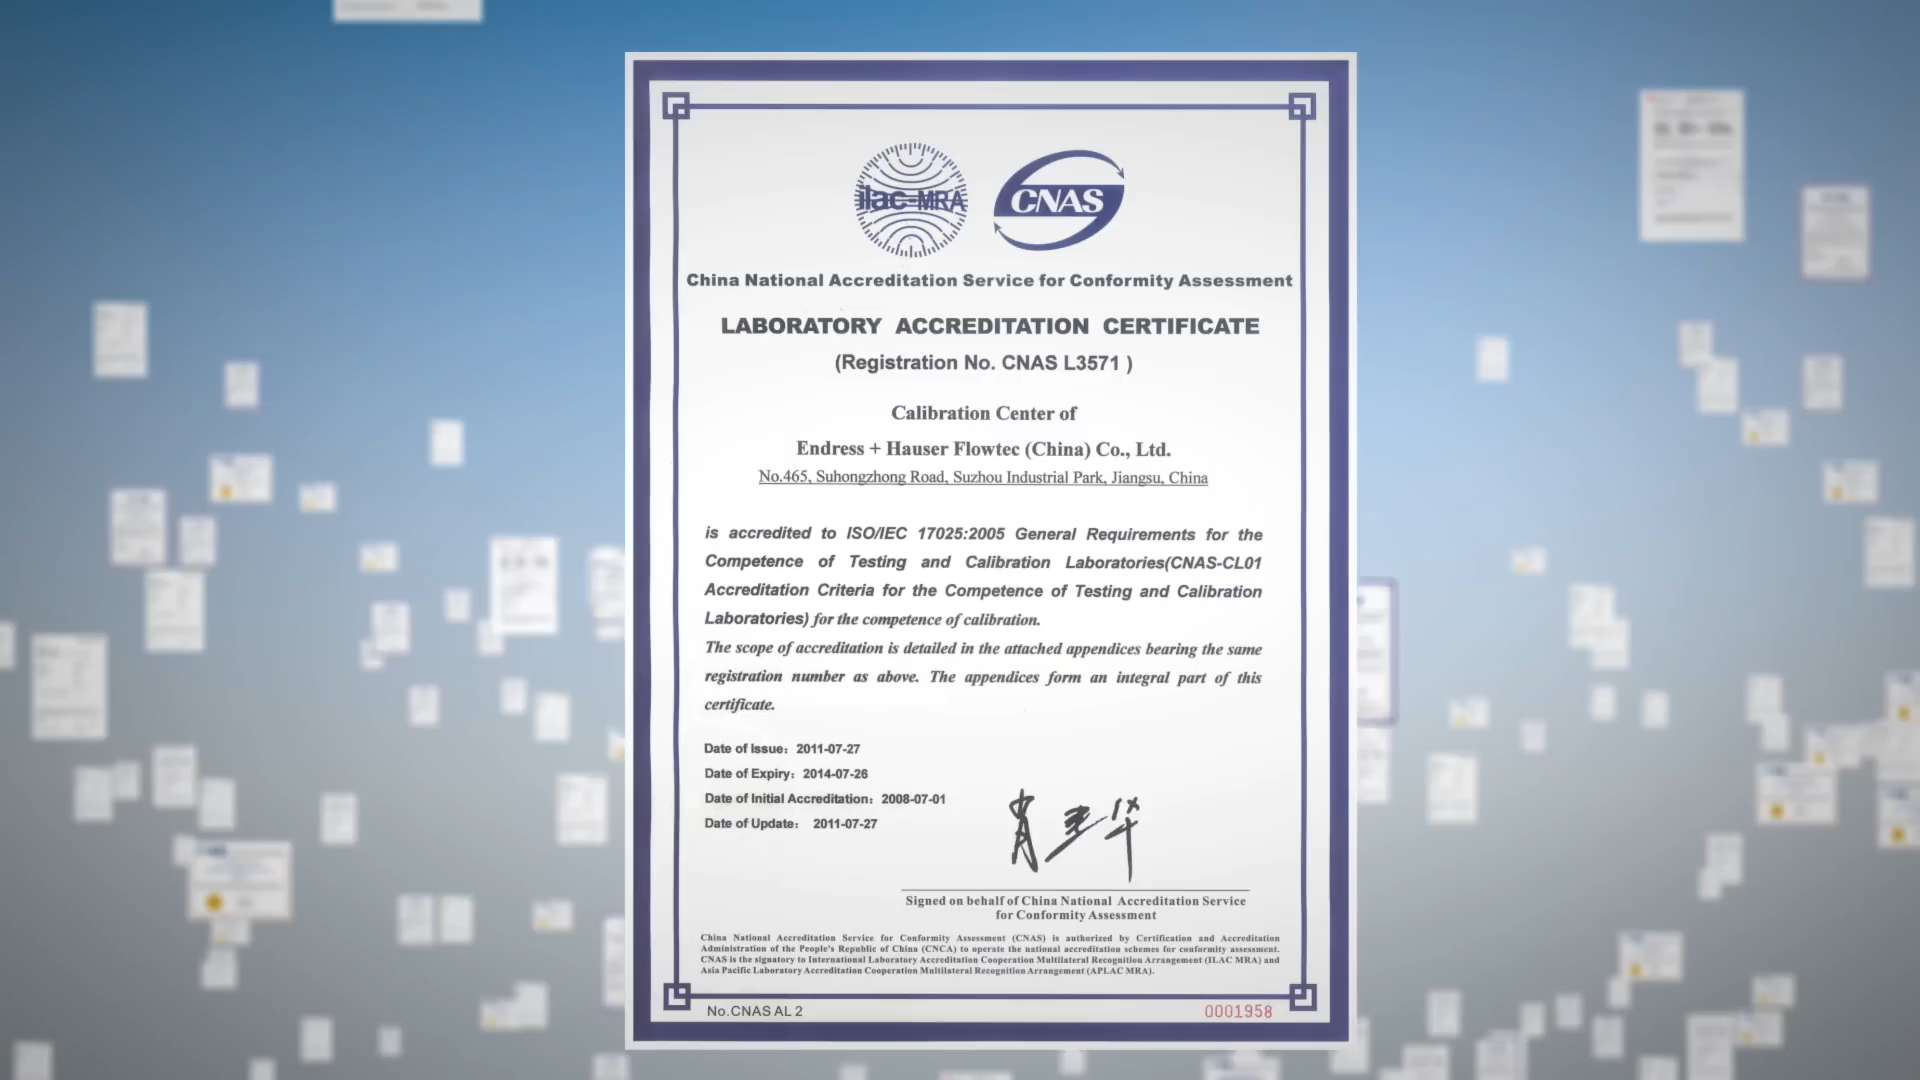 ilac-MRA
CNAS
China National Accreditation Service for Conformity Assessment
LABORATORY ACCREDITATION CERTIFICATE
(Registration No. CNAS L3571 )
Calibration Center of
Endress + Hauser Flowtec (China) Co., Ltd.
No.465, Suhongzhong Road, Suzhou Industrial Park, Jiangsu, China
is accredited to ISO/IEC 17025:2005 General Requirements for the
Competence of Testing and Calibration Laboratories(CNAS-CL01
Accreditation Criteria for the Competence of Testing and Calibration
Laboratories) for the competence of calibration.
The scope of accreditation is detailed in the attached appendices bearing the same
registration number as above. The appendices form an integral part of this
certificate.
Date of Issue: 2011-07-27
Date of Expiry: 2014-07-26
Date of Initial Accreditation: 2008-07-01
Date of Update: 2011-07-27
Signed on behalf of China National Accreditation Service
for Conformity Assessment
China National Accreditation Service for Conformity Assessment (CNAS) is authorized by Certification and Accreditation
Administration of the People's Republic of China (CNCA) to operate the national accreditation schemes for conformity assessment.
CNAS is the signatory to International Laboratory Accreditation Cooperation Multilateral Recognition Arrangement (ILAC MRA) and
Asia Pacific Laboratory Accreditation Cooperation Multilateral Recognition Arrangement (APLAC MRA).
No.CNAS AL 2
0001958